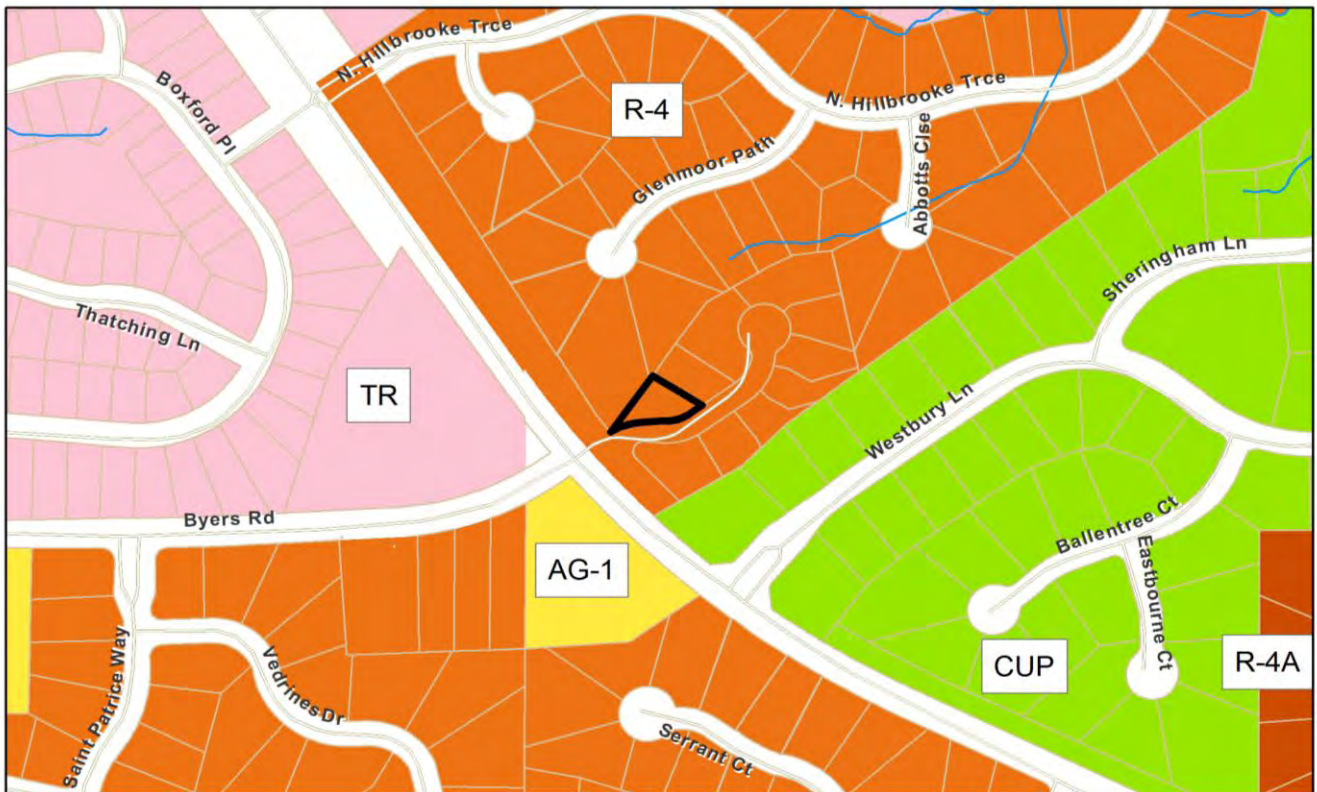 N. Hillbrooke Trce
Boxford Pl
R-4
N. Hillbrooke Trce
Glenmoor Path
Abbotts Clse
Sheringham Ln
Thatching Ln
TR
Westbury Ln
Byers Rd
Ballentree Ct
AG-1
Eastbourne Ct
CUP
R-4A
Saint Patrice Way
Vedrines Dr
Serrant Ct